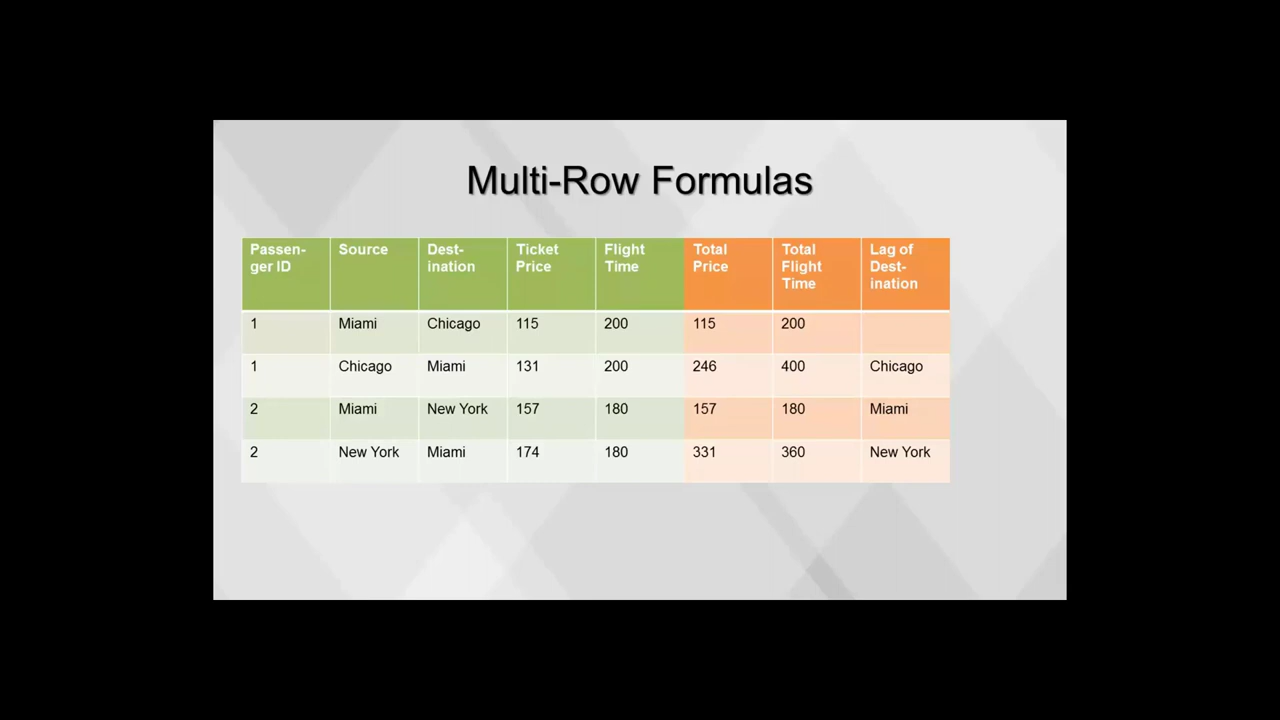 Multi-Row Formulas
Passen-
ger ID
Source
Dest-
ination
Ticket
Price
Flight
Time
Total
Price
Total
Flight
Time
Lag of
Dest-
ination
1 Miami Chicago 115 200 115 200
1 Chicago Miami 131 200 246 400 Chicago
2 Miami New York 157 180 157 180 Miami
2 New York Miami 174 180 331 360 New York